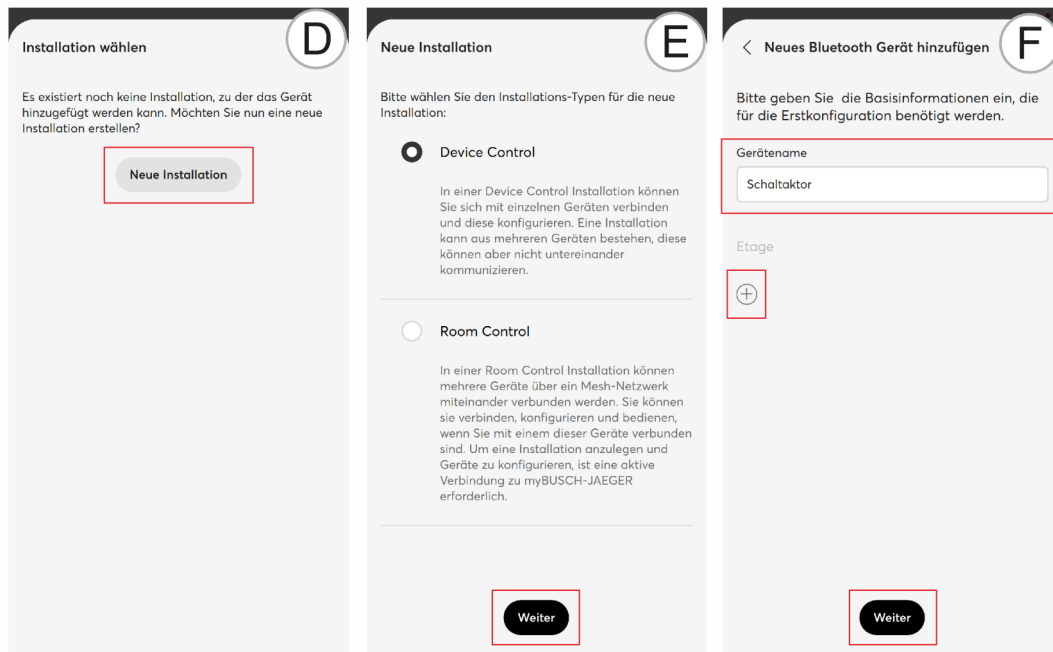 D
Installation wählen
Es existiert noch keine Installation, zu der das Gerät
hinzugefügt werden kann. Möchten Sie nun eine neue
Installation erstellen?
Neue Installation
E
Neue Installation
Bitte wählen Sie den Installations-Typen für die neue
Installation:
Device Control
In einer Device Control Installation können
Sie sich mit einzelnen Geräten verbinden
und diese konfigurieren. Eine Installation
kann aus mehreren Geräten bestehen, diese
können aber nicht untereinander
kommunizieren.
Room Control
In einer Room Control Installation können
mehrere Geräte über ein Mesh-Netzwerk
miteinander verbunden werden. Sie können
sie verbinden, konfigurieren und bedienen,
wenn Sie mit einem dieser Geräte verbunden
sind. Um eine Installation anzulegen und
Geräte zu konfigurieren, ist eine aktive
Verbindung zu myBUSCH-JAEGER
erforderlich.
Weiter
F
Neues Bluetooth Gerät hinzufügen
Bitte geben Sie die Basisinformationen ein, die
für die Erstkonfiguration benötigt werden.
Gerätename
Schaltaktor
Etage
Weiter